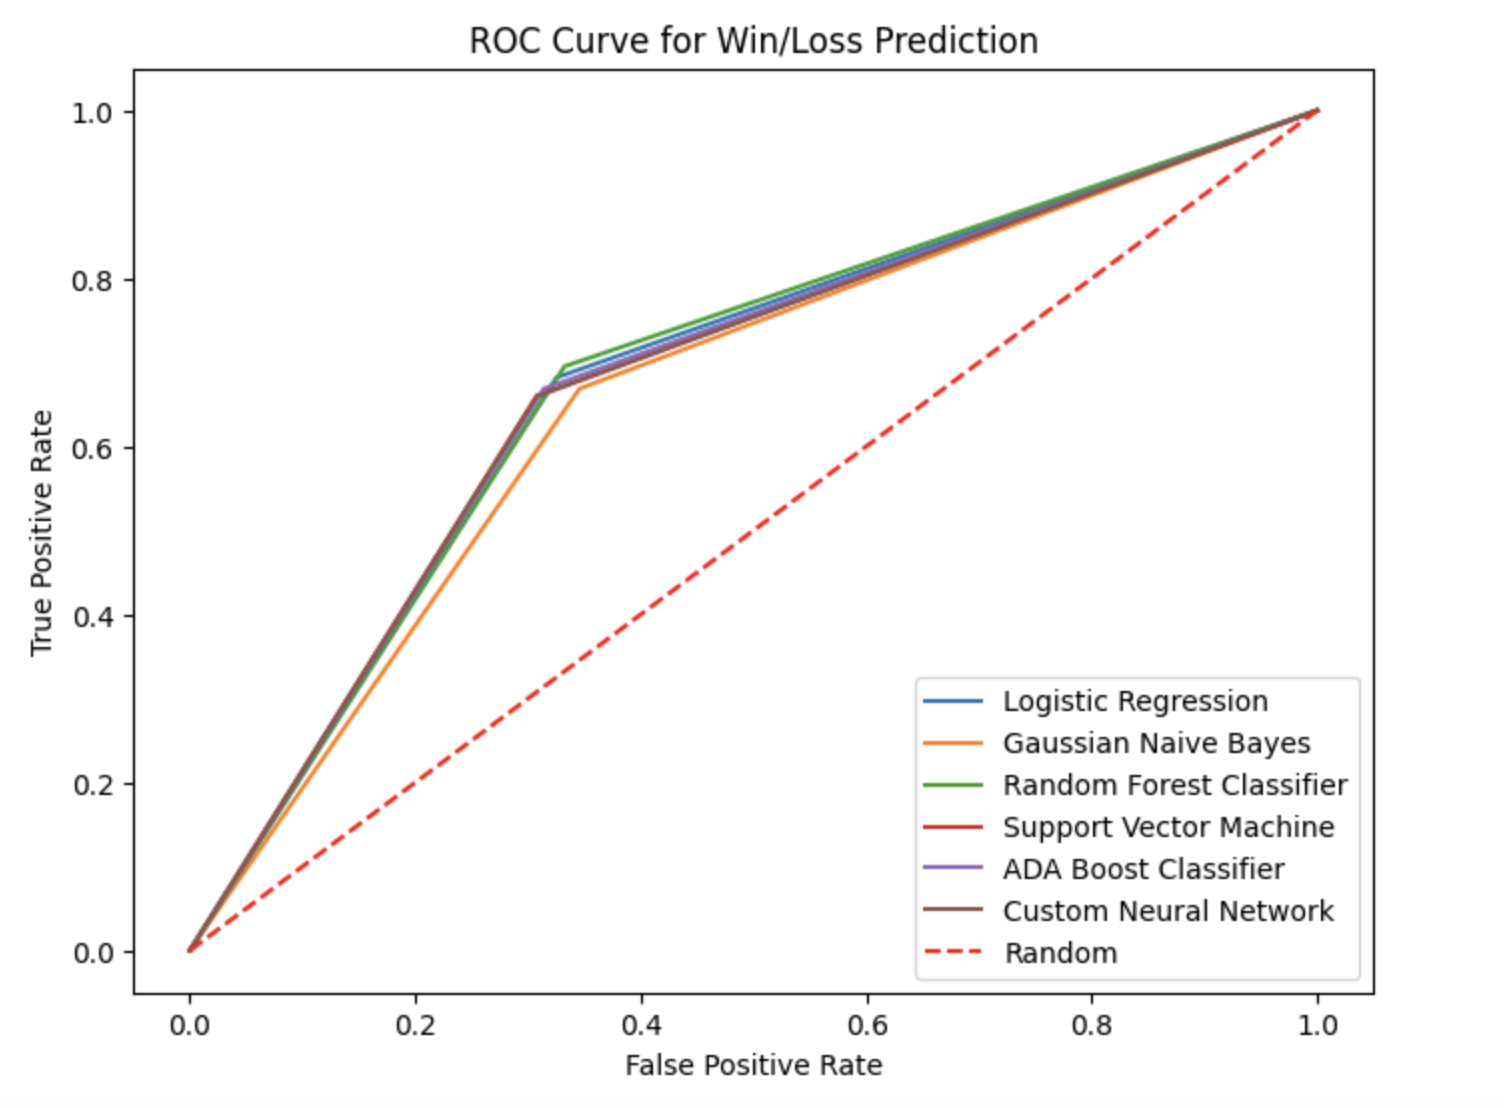 ROC Curve for Win/Loss Prediction
1.0
0.8
0.6
0.4
0.2
0.0
True Positive Rate
Logistic Regression
Gaussian Naive Bayes
Random Forest Classifier
Support Vector Machine
ADA Boost Classifier
Custom Neural Network
Random
0.0 0.2 0.4 0.6 0.8 1.0
False Positive Rate